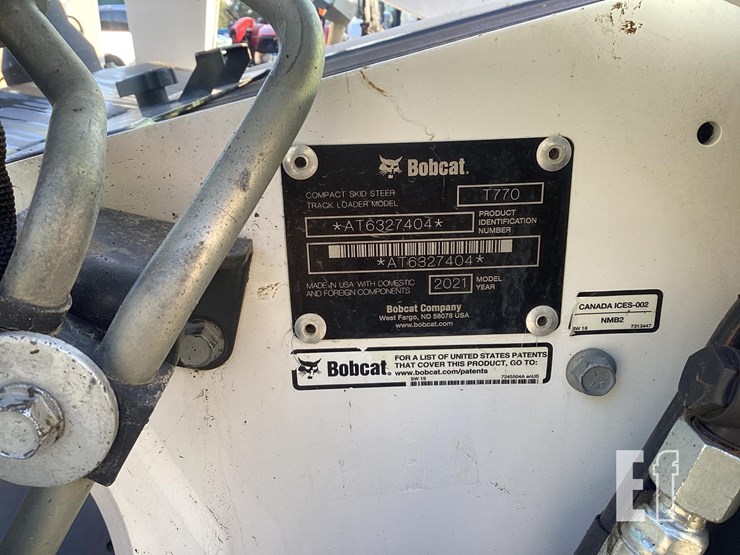 Bobcat.
COMPACT SKID STEER
TRACK LOADER MODEL
T770
*AT6327404*
PRODUCT
IDENTIFICATION
NUMBER
*AT6327404*
MADE IN USA WITH DOMESTIC
AND FOREIGN COMPONENTS
2021
MODEL
YEAR
Bobcat Company
West Fargo, ND 58078 USA
www.bobcat.com
CANADA ICES-002
NMB2
SW 18
7313447
Bobcat.
FOR A LIST OF UNITED STATES PATENTS
THAT COVER THIS PRODUCT, GO TO:
www.bobcat.com/patents
SW 19
7245504A enUS
Ef